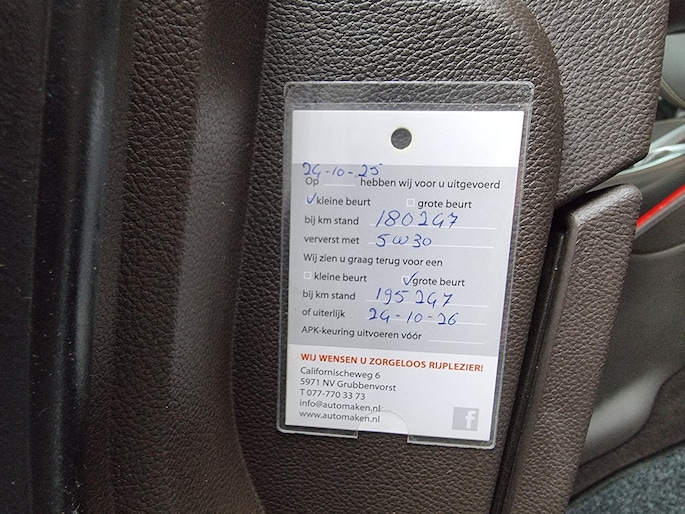 24-10-25
Op hebben wij voor u uitgevoerd
kleine beurt grote beurt
bij km stand 180247
ververst met 5W30
Wij zien u graag terug voor een
kleine beurt grote beurt
bij km stand 195247
of uiterlijk 24-10-26
APK-keuring uitvoeren vóór
WIJ WENSEN U ZORGELOOS RIJPLEZIER!
Californischeweg 6
5971 NV Grubbenvorst
T 077-770 33 73
info@automaken.nl
www.automaken.nl
f